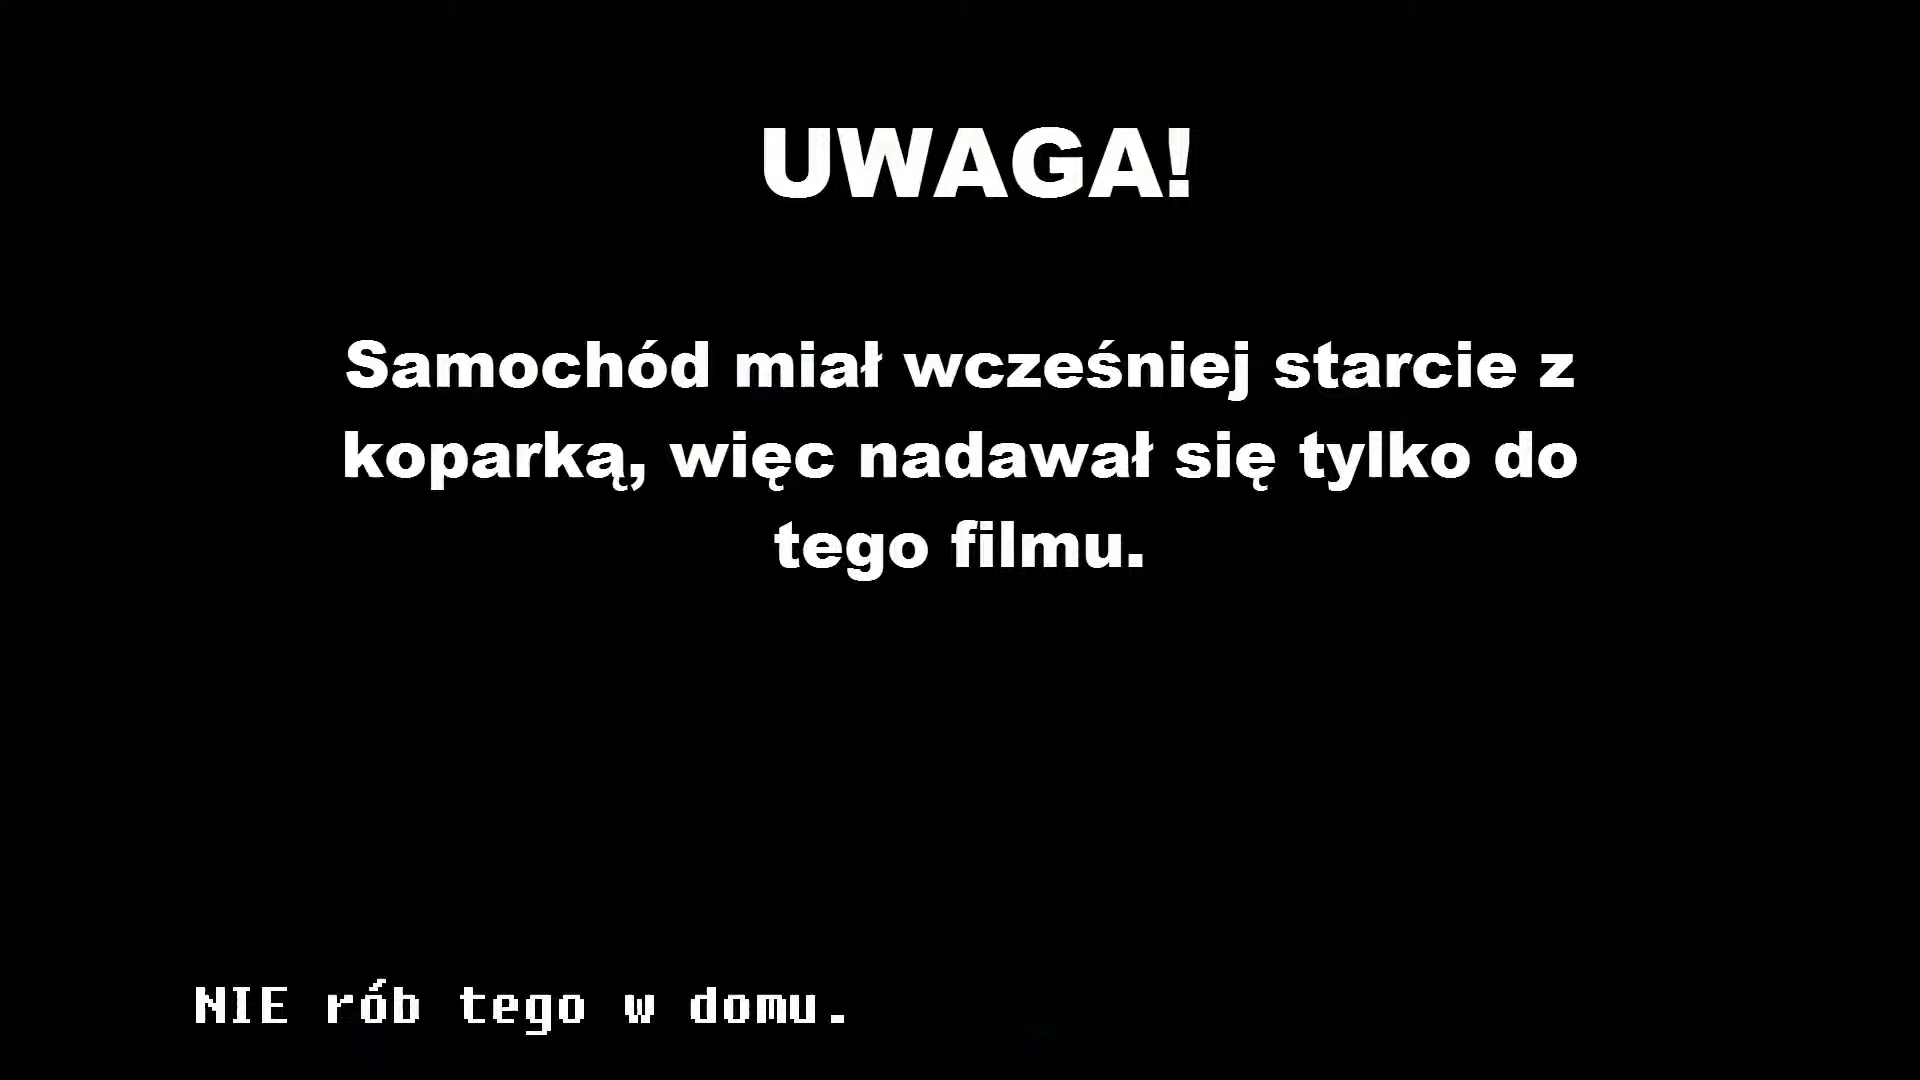 UWAGA!
Samochód miał wcześniej starcie z
koparką, więc nadawał się tylko do
tego filmu.
NIE rób tego w domu.